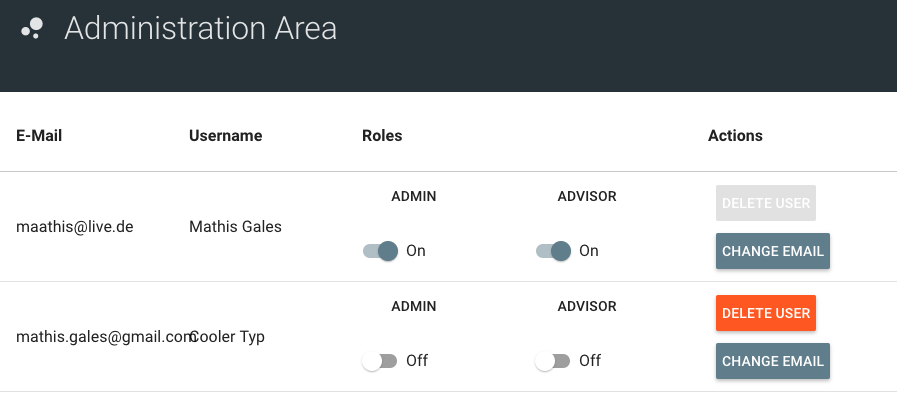 Administration Area
E-Mail Username Roles Actions
ADMIN ADVISOR DELETE USER
maathis@live.de Mathis Gales
On On CHANGE EMAIL
ADMIN ADVISOR DELETE USER
mathis.gales@gmail.com Cooler Typ
Off Off CHANGE EMAIL